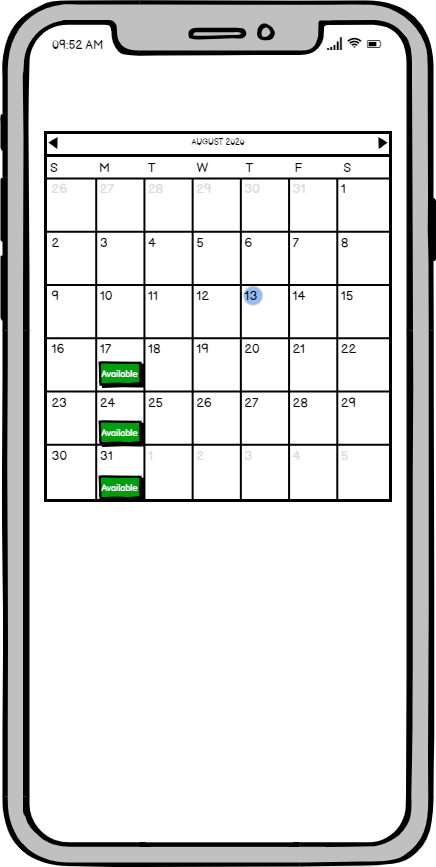 09:52 AM
AUGUST 2020
S M T W T F S
26 27 28 29 30 31 1
2 3 4 5 6 7 8
9 10 11 12 13 14 15
16 17 18 19 20 21 22
Available
23 24 25 26 27 28 29
Available
30 31 1 2 3 4 5
Available